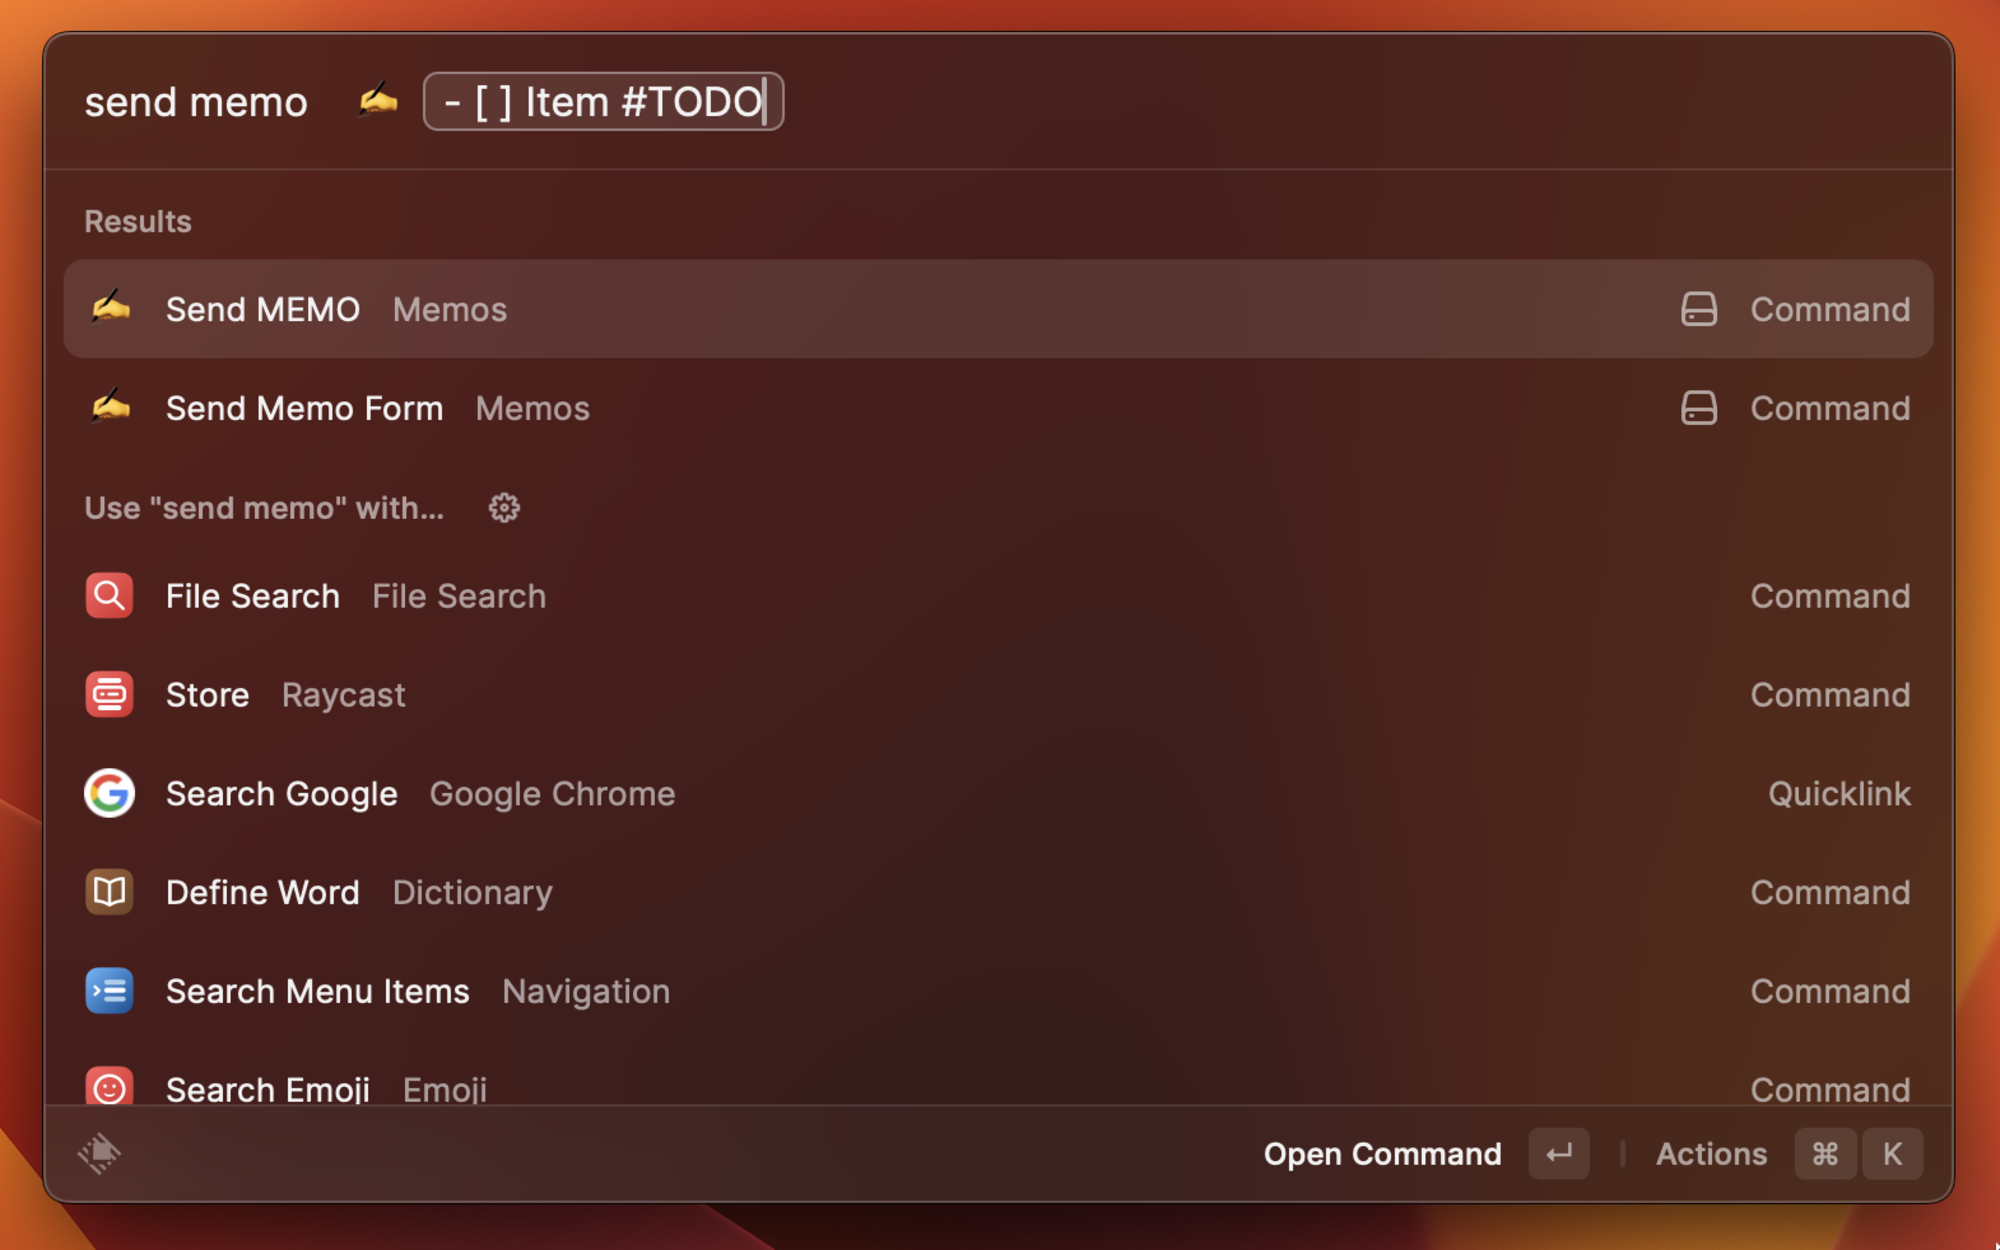 send memo ✍️ - [ ] Item #TODO
Results
Send MEMO Memos Command
Send Memo Form Memos Command
Use "send memo" with...
File Search File Search Command
Store Raycast Command
Search Google Google Chrome Quicklink
Define Word Dictionary Command
Search Menu Items Navigation Command
Search Emoji Emoji Command
Open Command ↵ | Actions ⌘ K